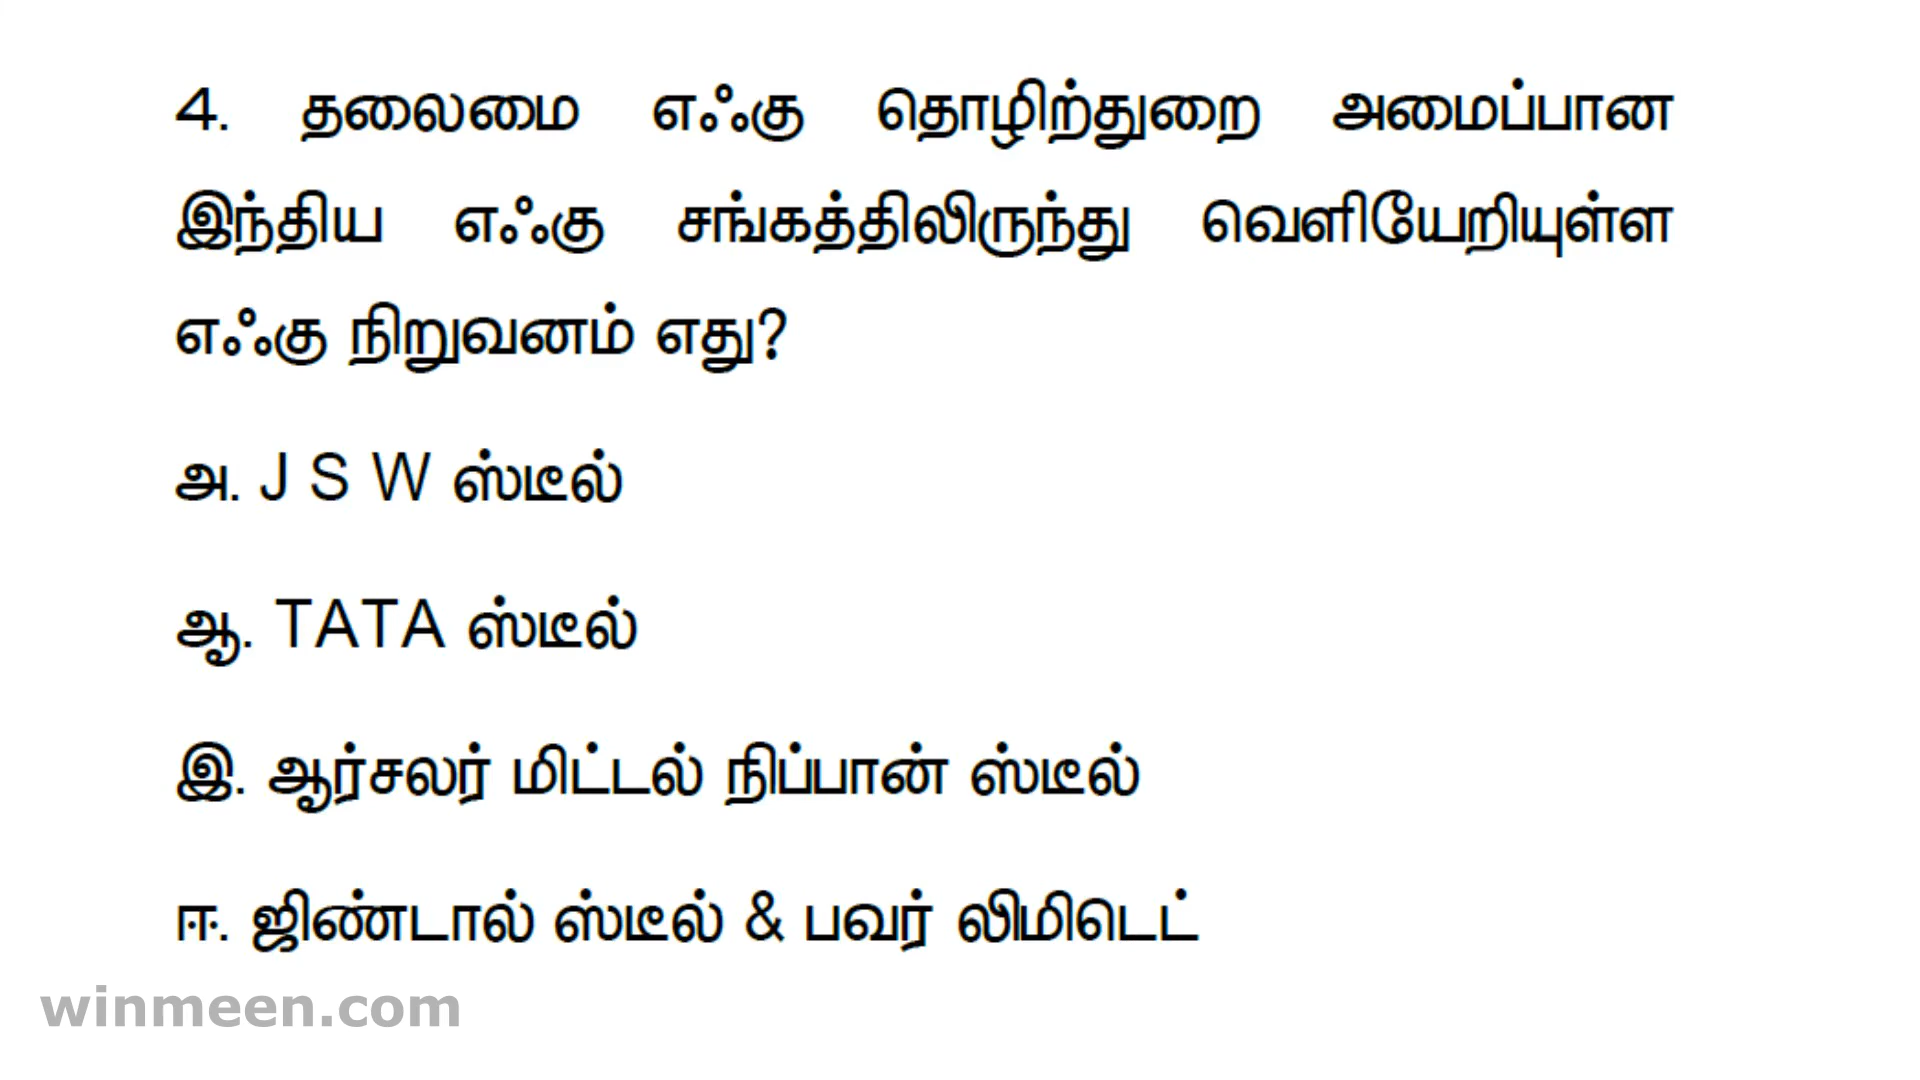 4. தலைமை எஃகு தொழிற்துறை அமைப்பான
இந்திய எஃகு சங்கத்திலிருந்து வெளியேறியுள்ள
எஃகு நிறுவனம் எது?
அ. J S W ஸ்டீல்
ஆ. TATA ஸ்டீல்
இ. ஆர்சலர் மிட்டல் நிப்பான் ஸ்டீல்
ஈ. ஜிண்டால் ஸ்டீல் & பவர் லிமிடெட்
winmeen.com